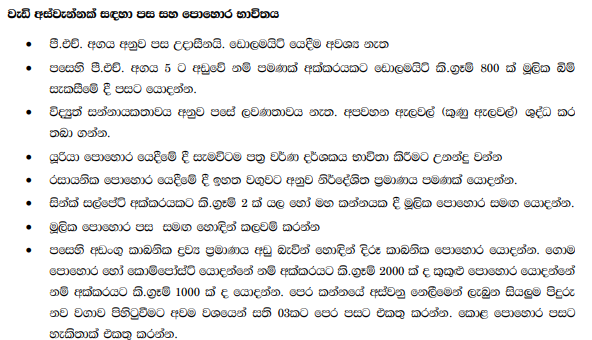 වැඩි අස්වැන්නක් සඳහා පස සහ පොහොර භාවිතය
• පී.එච්. අගය අනුව පස උදාසීනයි. ඩොලමයිට් යෙදීම අවශ්‍ය නැත
• පසෙහි පී.එච්. අගය 5 ට අඩුවේ නම් පමණක් අක්කරයකට ඩොලමයිට් කි.ග්‍රෑම් 800 ක් මූලික බිම්
සැකසීමේ දී පසට යොදන්න.
• විද්‍යුත් සන්නායකතාවය අනුව පසේ ලවණතාවය නැත. අපවහන ඇලවල් (කුණු ඇලවල්) ශුද්ධ කර
තබා ගන්න.
• යූරියා පොහොර යෙදීමේ දී සැමවිටම පත්‍ර වර්ණ දර්ශකය භාවිතා කිරීමට උනන්දු වන්න
• රසායනික පොහොර යෙදීමේ දී ඉහත වගුවට අනුව නිර්දේශිත ප්‍රමාණය පමණක් යොදන්න.
• සින්ක් සල්පේට් අක්කරයකට කි.ග්‍රෑම් 2 ක් යල හෝ මහ කන්නයක දී මූලික පොහොර සමඟ යොදන්න.
• මූලික පොහොර පස සමඟ හොඳින් කලවම් කරන්න
• පසෙහි අඩංගු කාබනික ද්‍රව්‍ය ප්‍රමාණය අඩු බැවින් හොඳින් දිරූ කාබනික පොහොර යොදන්න. ගොම
පොහොර හෝ කොම්පෝස්ට් යොදන්නේ නම් අක්කරයට කි.ග්‍රෑම් 2000 ක් ද කුකුළු පොහොර යොදන්නේ
නම් අක්කරයකට කි.ග්‍රෑම් 1000 ක් ද යොදන්න. පෙර කන්නයේ අස්වනු නෙලීමෙන් ලැබුන සියලුම පිදුරු
නව වගාව පිහිටුවීමට අවම වශයෙන් සති 03කට පෙර පසට එකතු කරන්න. කොළ පොහොර පසට
හැකිතාක් එකතු කරන්න.